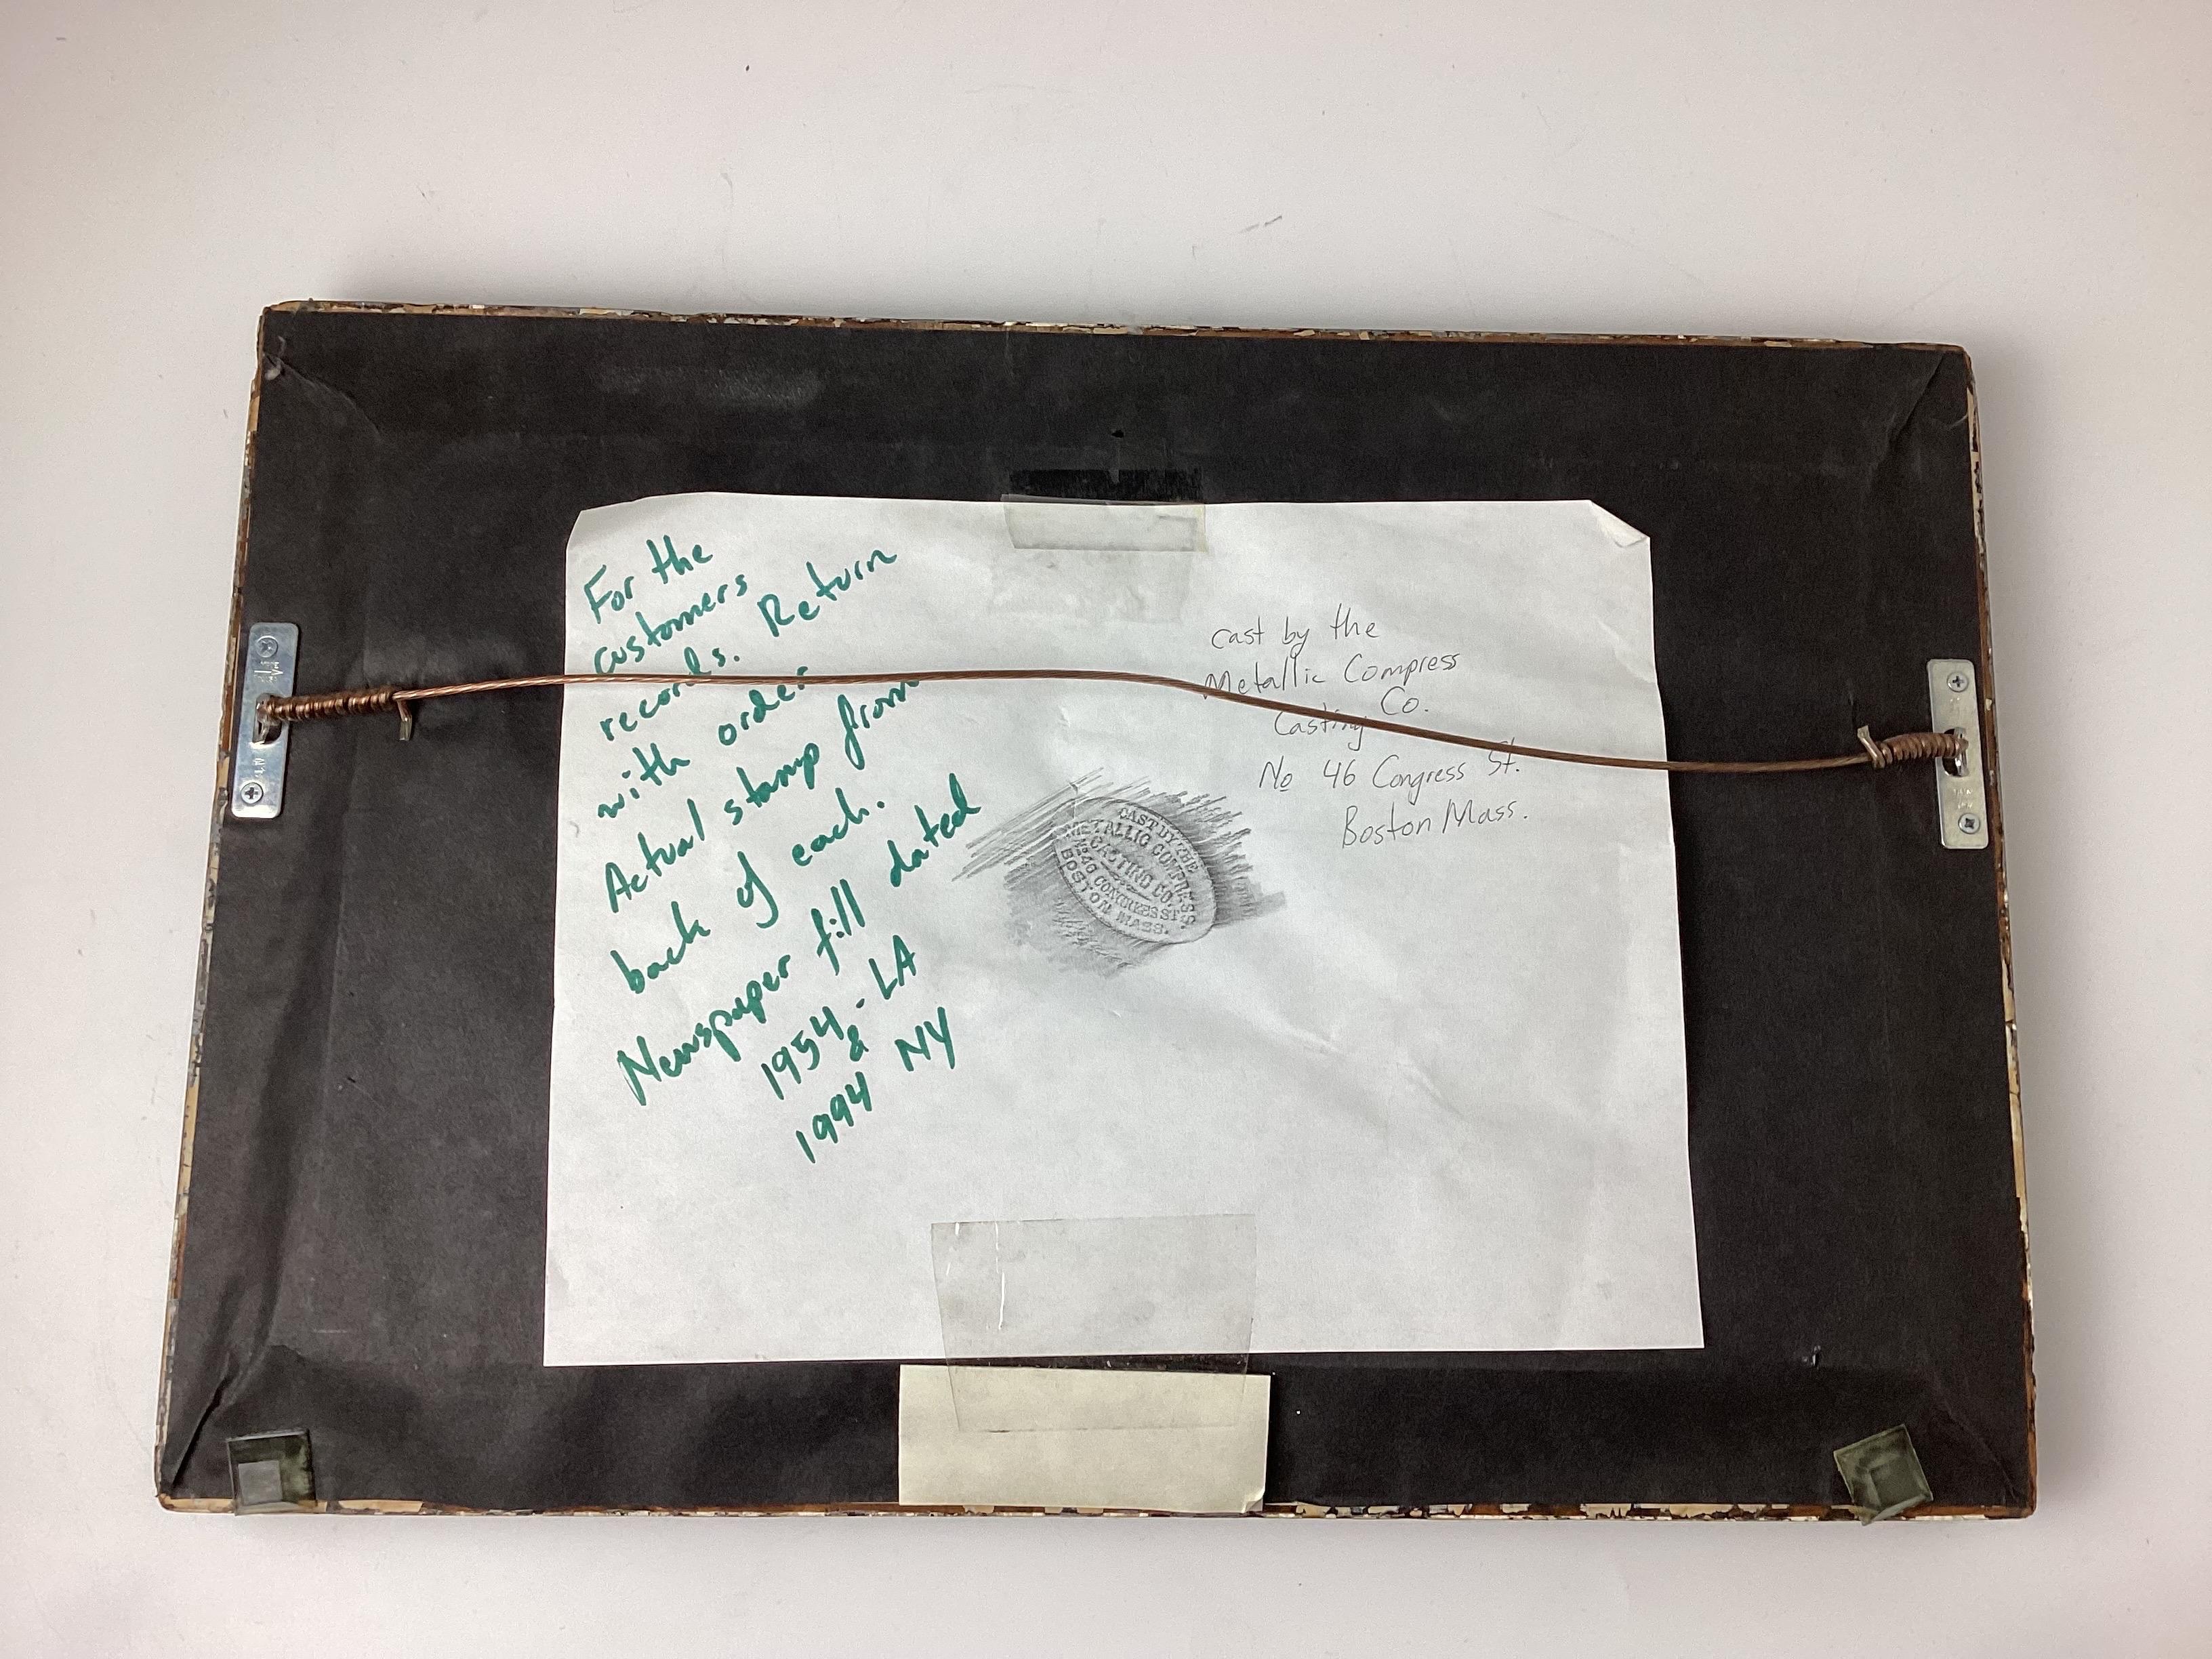 For the
customers
records. Return
with order
Actual stamp from
back of each.
Newspaper fill dated
1954 - LA
&
1994 NY
cast by the
Metallic Compress
Casting Co.
No 46 Congress St.
Boston Mass.
CAST BY THE
METALLIC COMPRESS
CASTING CO.
No 46 CONGRESS ST.
BOSTON MASS.